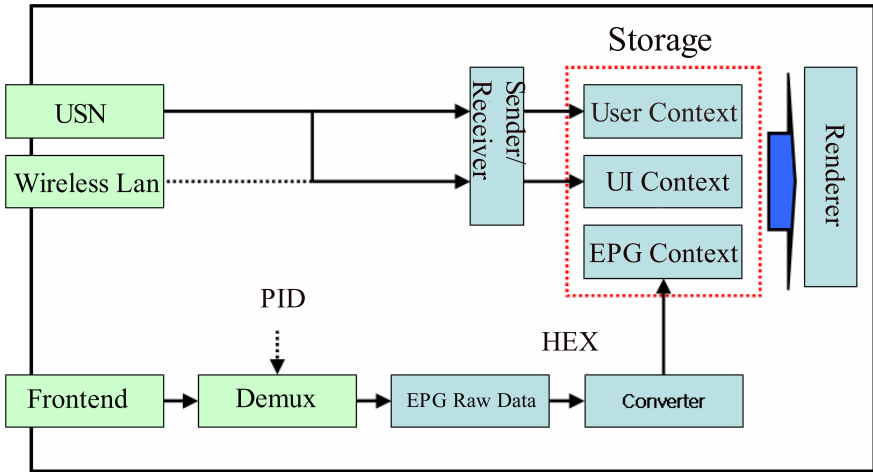 Storage
USN
Sender/
Receiver
User Context
Renderer
Wireless Lan
UI Context
EPG Context
PID
HEX
Frontend
Demux
EPG Raw Data
Converter